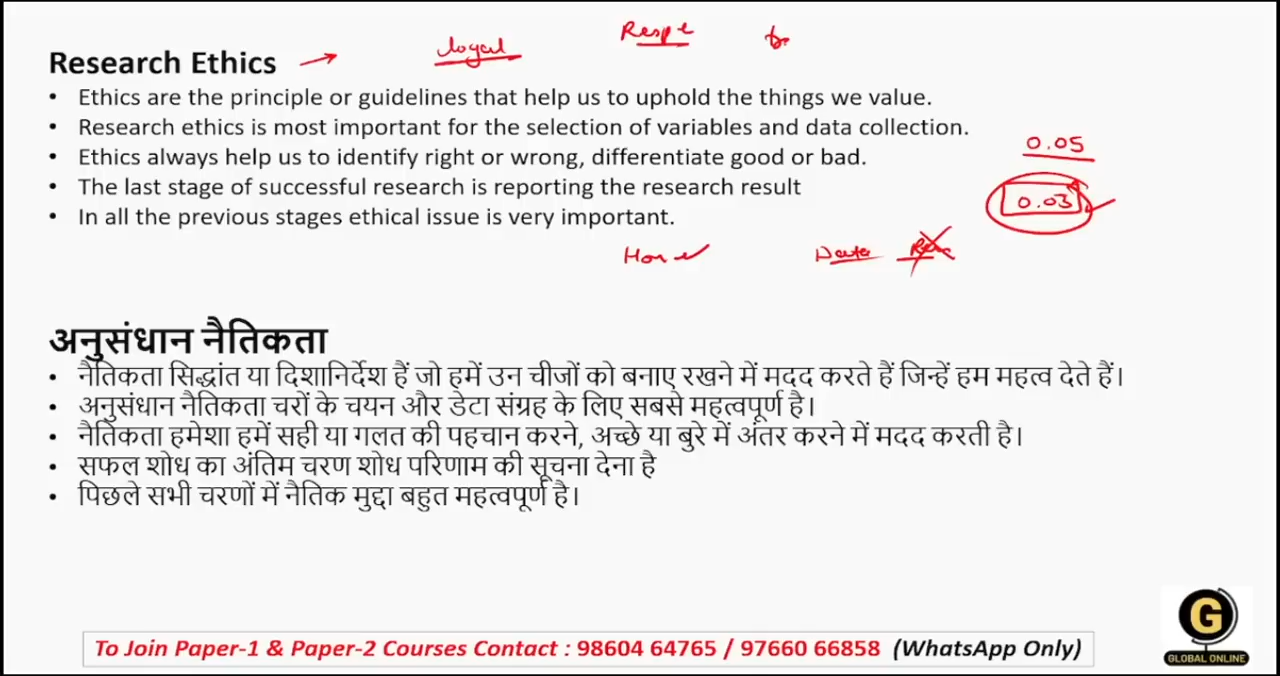 Respe
loyal
Research Ethics
• Ethics are the principle or guidelines that help us to uphold the things we value.
• Research ethics is most important for the selection of variables and data collection.
0.05
• Ethics always help us to identify right or wrong, differentiate good or bad.
• The last stage of successful research is reporting the research result
0.03
• In all the previous stages ethical issue is very important.
Data
अनुसंधान नैतिकता
• नैतिकता सिद्धांत या दिशानिर्देश हैं जो हमें उन चीजों को बनाए रखने में मदद करते हैं जिन्हें हम महत्व देते हैं।
• अनुसंधान नैतिकता चरों के चयन और डेटा संग्रह के लिए सबसे महत्वपूर्ण है।
• नैतिकता हमेशा हमें सही या गलत की पहचान करने, अच्छे या बुरे में अंतर करने में मदद करती है।
• सफल शोध का अंतिम चरण शोध परिणाम की सूचना देना है
• पिछले सभी चरणों में नैतिक मुद्दा बहुत महत्वपूर्ण है।
To Join Paper-1 & Paper-2 Courses Contact : 98604 64765 / 97660 66858 (WhatsApp Only)
G
GLOBAL ONLINE